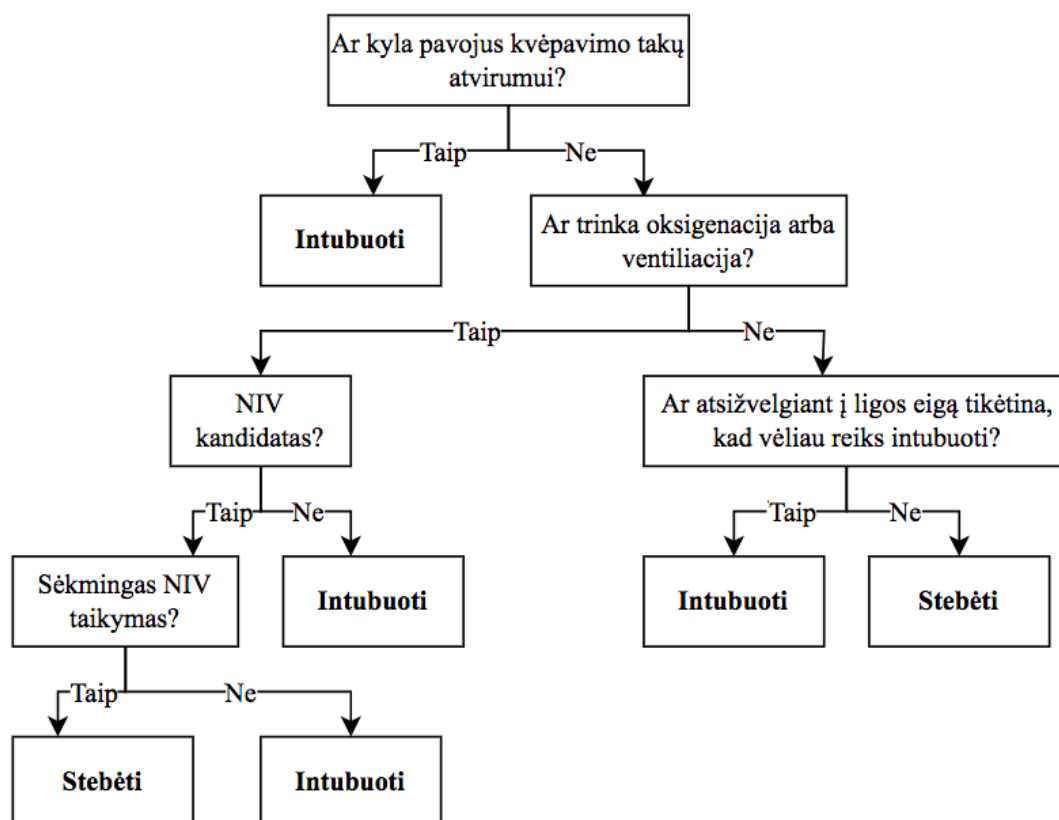 Ar kyla pavojus kvėpavimo takų
atvirumui?
Taip
Ne
Intubuoti
Ar trinka oksigenacija arba
ventiliacija?
Taip
Ne
NIV
kandidatas?
Ar atsižvelgiant į ligos eigą tikėtina,
kad vėliau reiks intubuoti?
Taip
Ne
Taip
Ne
Sėkmingas NIV
taikymas?
Intubuoti
Intubuoti
Stebėti
Taip
Ne
Stebėti
Intubuoti